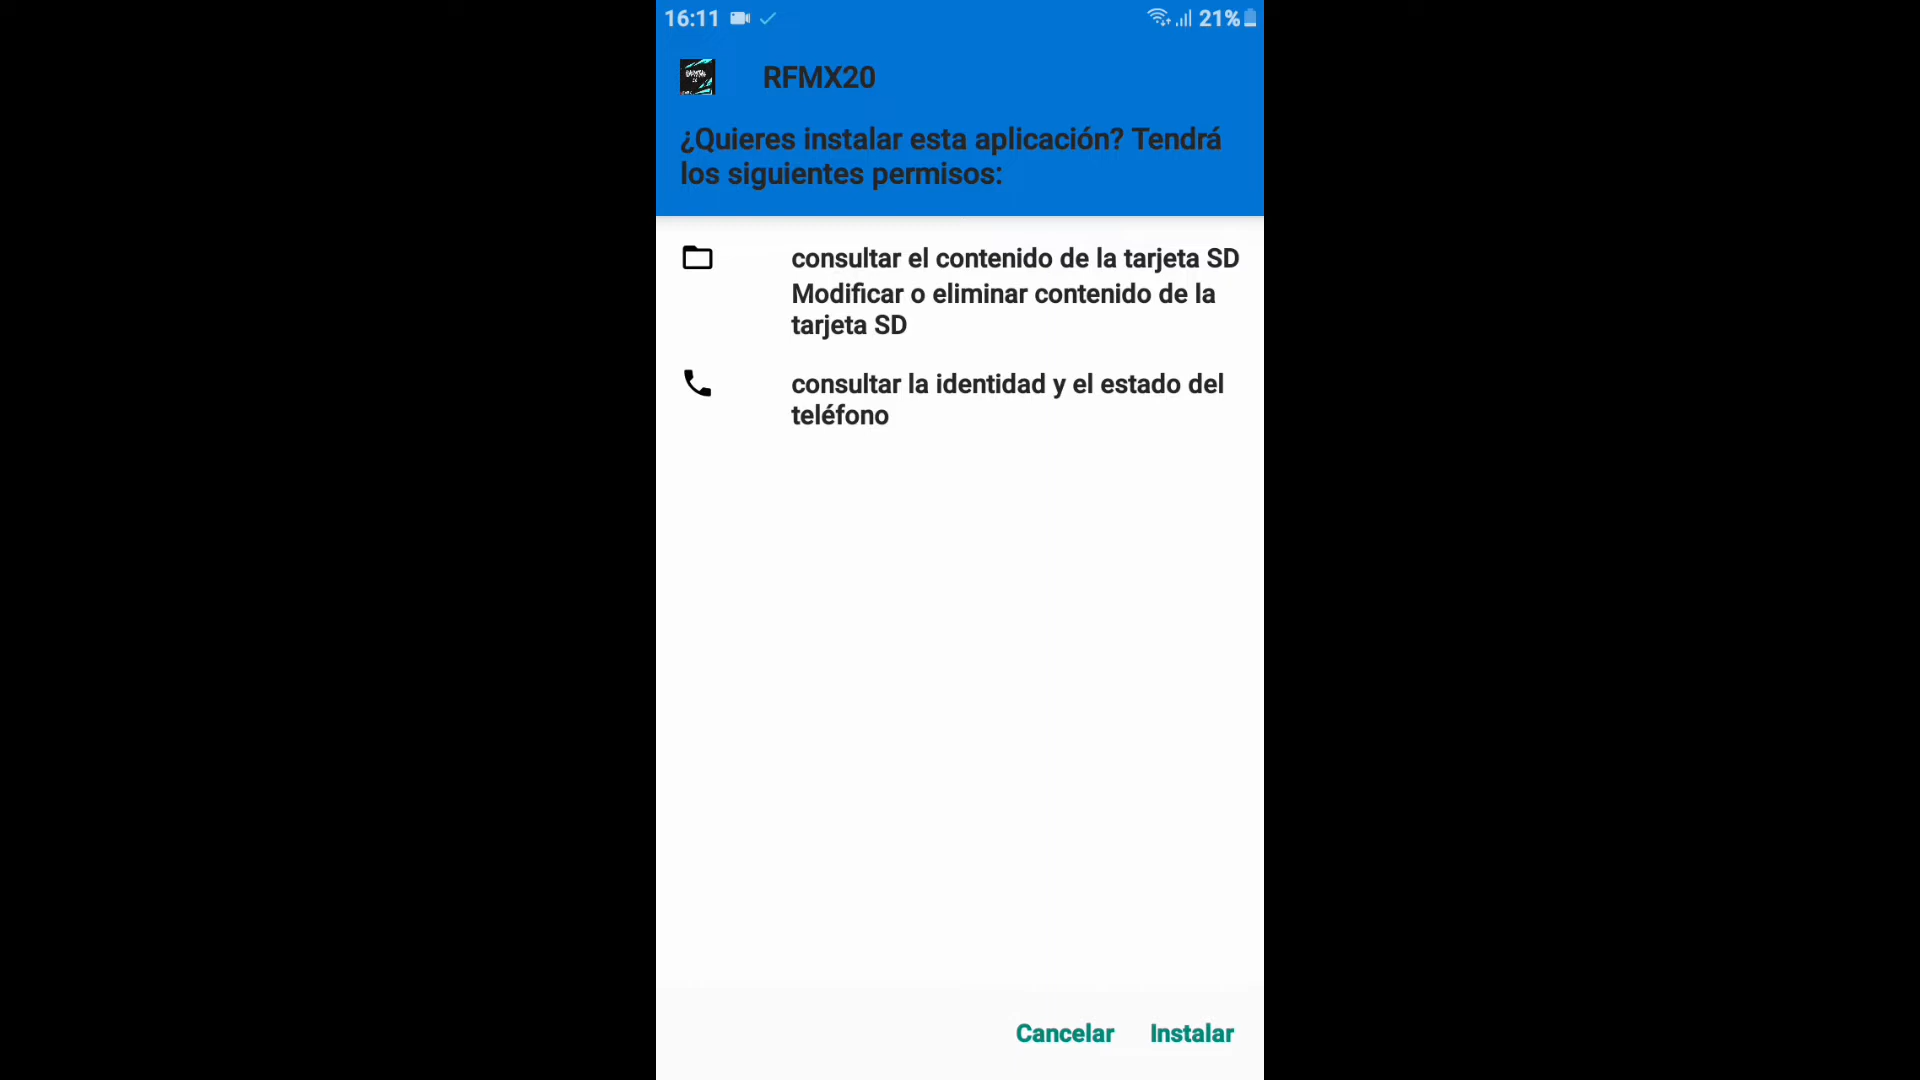 16:11
21%
RFMX20
¿Quieres instalar esta aplicación? Tendrá
los siguientes permisos:
consultar el contenido de la tarjeta SD
Modificar o eliminar contenido de la
tarjeta SD
consultar la identidad y el estado del
teléfono
Cancelar Instalar